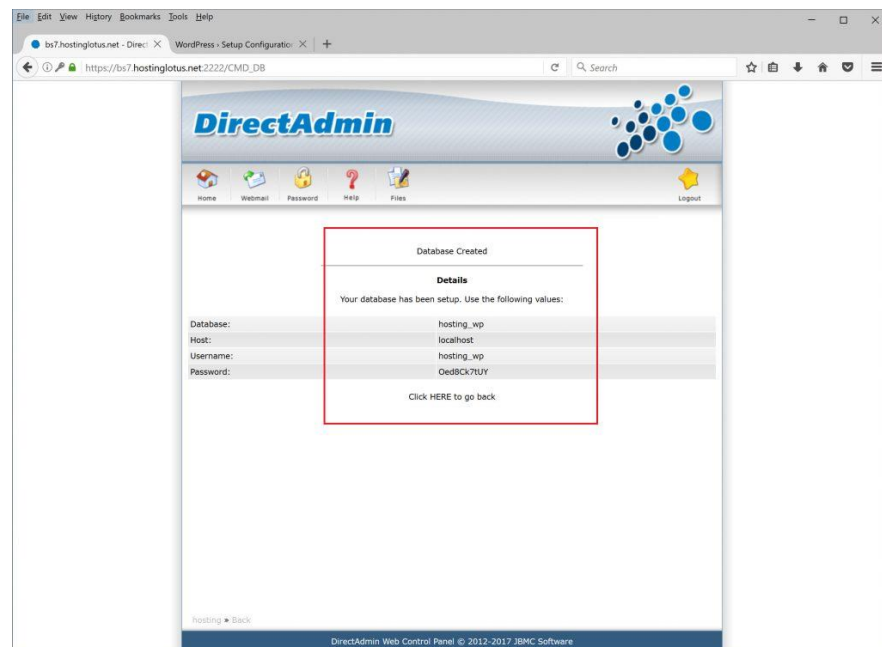 File Edit View History Bookmarks Tools Help
bs7.hostinglotus.net - Direct
WordPress › Setup Configuration
https://bs7.hostinglotus.net:2222/CMD_DB
Search
DirectAdmin
Home Webmail Password Help Files Logout
Database Created
Details
Your database has been setup. Use the following values:
Database: hosting_wp
Host: localhost
Username: hosting_wp
Password: Oed8Ck7tUY
Click HERE to go back
hosting » Back
DirectAdmin Web Control Panel © 2012-2017 JBMC Software